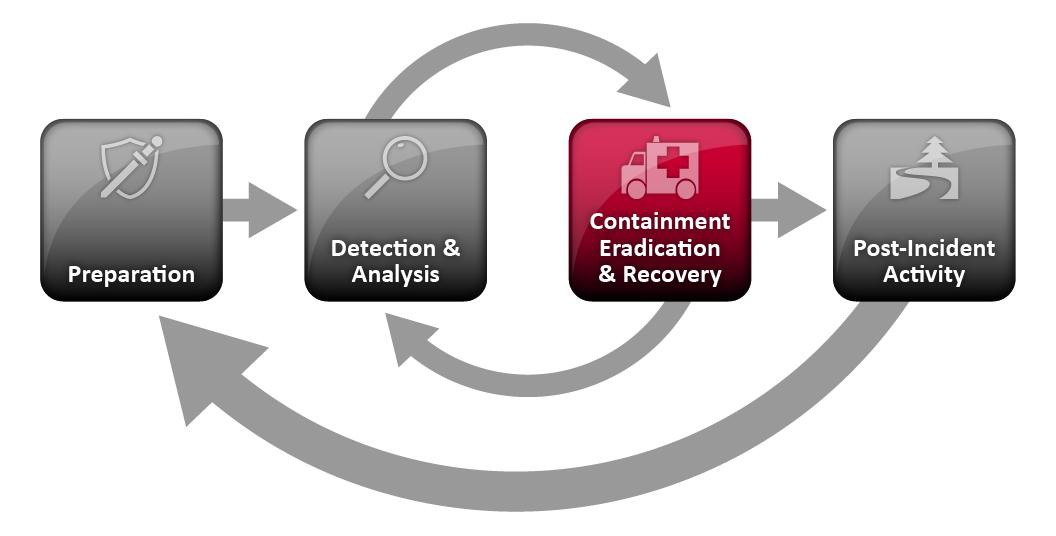 Preparation
Detection &
Analysis
Containment
Eradication
& Recovery
Post-Incident
Activity